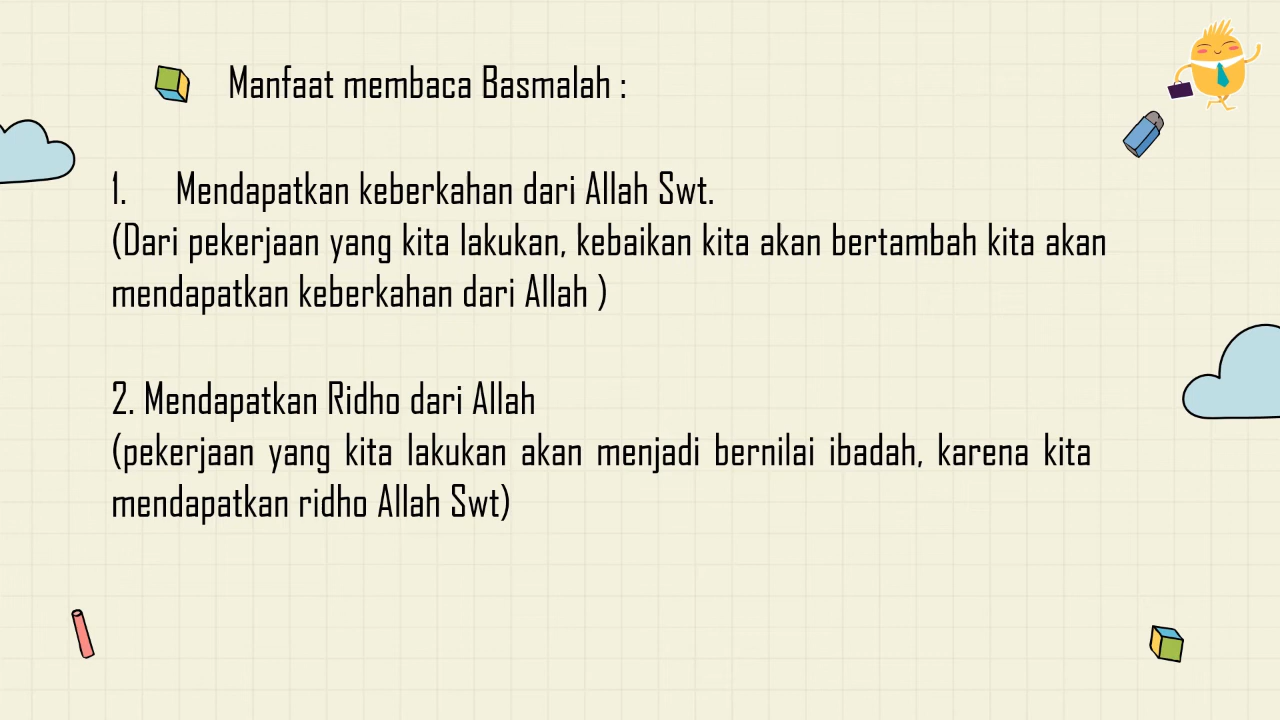 Manfaat membaca Basmalah :
1. Mendapatkan keberkahan dari Allah Swt.
(Dari pekerjaan yang kita lakukan, kebaikan kita akan bertambah kita akan
mendapatkan keberkahan dari Allah )
2. Mendapatkan Ridho dari Allah
(pekerjaan yang kita lakukan akan menjadi bernilai ibadah, karena kita
mendapatkan ridho Allah Swt)